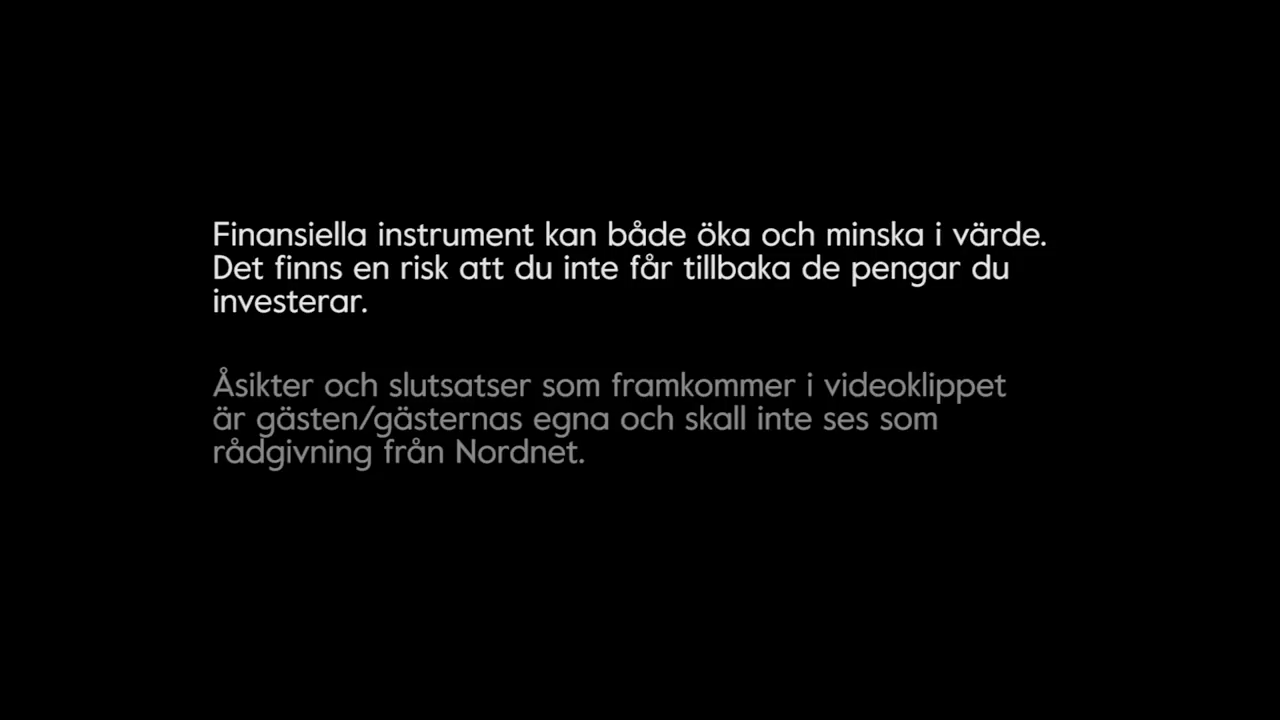 Finansiella instrument kan både öka och minska i värde.
Det finns en risk att du inte får tillbaka de pengar du
investerar.
Åsikter och slutsatser som framkommer i videoklippet
är gästen/gästernas egna och skall inte ses som
rådgivning från Nordnet.